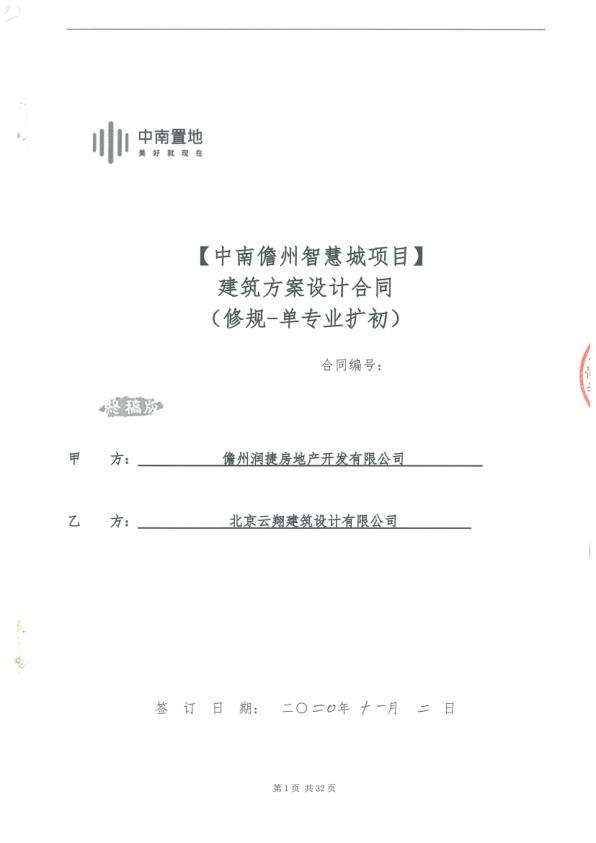 中南置地
美好就现在
【中南儋州智慧城项目】
建筑方案设计合同
（修规-单专业扩初）
合同编号：
终稿版
甲 方： 儋州润捷房地产开发有限公司
乙 方： 北京云翔建筑设计有限公司
签 订 日 期： 二〇二〇年 十一月 二 日
第1页 共32页